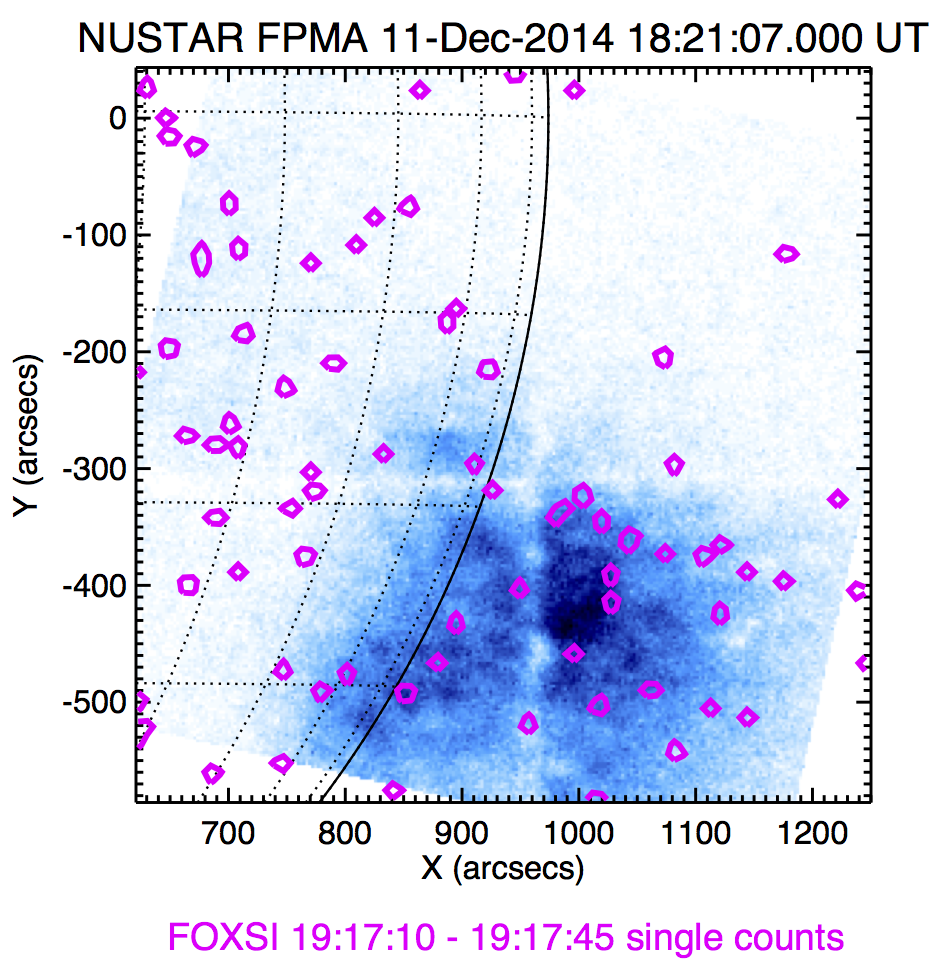 NUSTAR FPMA 11-Dec-2014 18:21:07.000 UT
0
-100
-200
-300
-400
-500
Y (arcsecs)
700 800 900 1000 1100 1200
X (arcsecs)
FOXSI 19:17:10 - 19:17:45 single counts